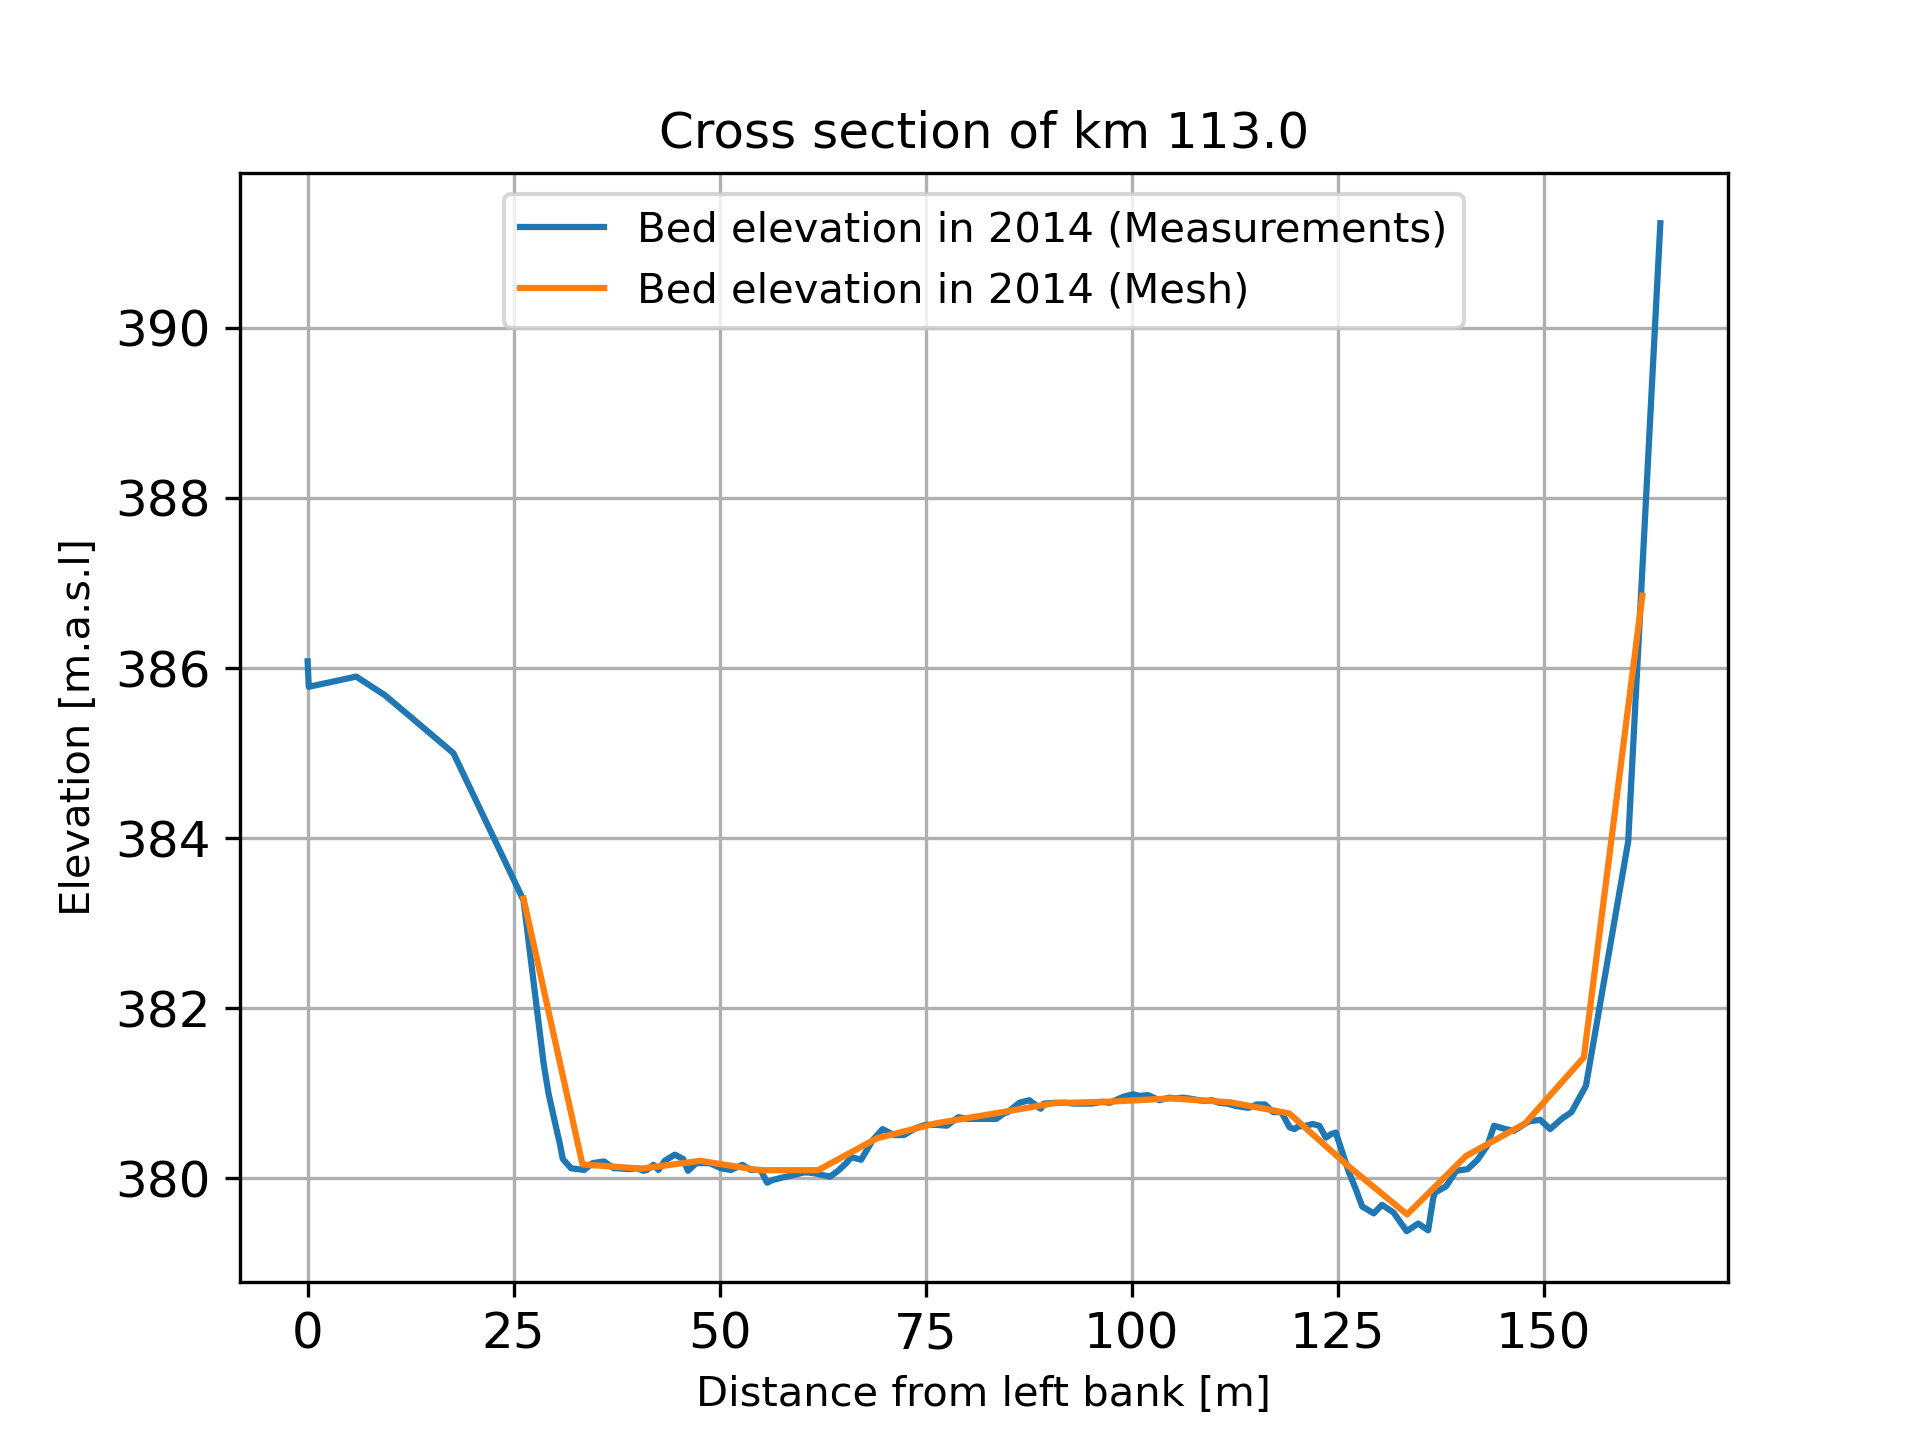 Cross section of km 113.0
Bed elevation in 2014 (Measurements)
Bed elevation in 2014 (Mesh)
390
388
386
384
382
380
Elevation [m.a.s.l]
0 25 50 75 100 125 150
Distance from left bank [m]